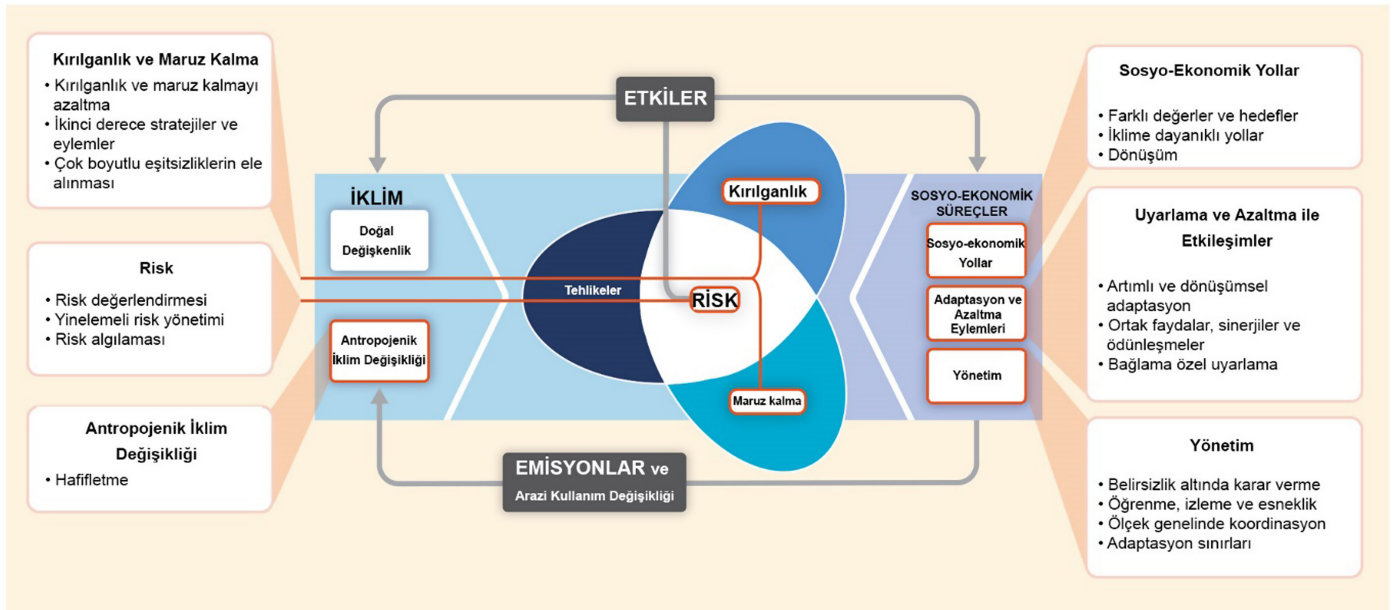 Kırılganlık ve Maruz Kalma
• Kırılganlık ve maruz kalmayı
azaltma
• İkinci derece stratejiler ve
eylemler
• Çok boyutlu eşitsizliklerin ele
alınması
Risk
• Risk değerlendirmesi
• Yinelemeli risk yönetimi
• Risk algılaması
Antropojenik İklim
Değişikliği
• Hafifletme
ETKİLER
İKLİM
Doğal
Değişkenlik
Antropojenik
İklim Değişikliği
Tehlikeler
Kırılganlık
RİSK
Maruz kalma
EMİSYONLAR ve
Arazi Kullanım Değişikliği
SOSYO-EKONOMİK
SÜREÇLER
Sosyo-ekonomik
Yollar
Adaptasyon ve
Azaltma
Eylemleri
Yönetim
Sosyo-Ekonomik Yollar
• Farklı değerler ve hedefler
• İklime dayanıklı yollar
• Dönüşüm
Uyarlama ve Azaltma ile
Etkileşimler
• Artımlı ve dönüşümsel
adaptasyon
• Ortak faydalar, sinerjiler ve
ödünleşmeler
• Bağlama özel uyarlama
Yönetim
• Belirsizlik altında karar verme
• Öğrenme, izleme ve esneklik
• Ölçek genelinde koordinasyon
• Adaptasyon sınırları